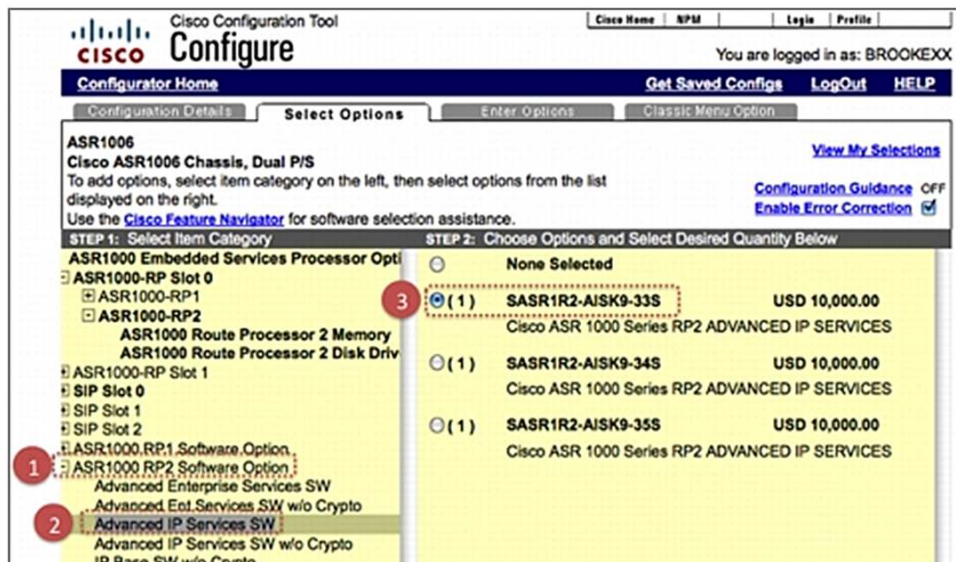 Cisco Configuration Tool
Cisco Home NPM Login Profile
CISCO Configure
You are logged in as: BROOKEXX
Configurator Home Get Saved Configs LogOut HELP
Configuration Details Select Options Enter Options Classic Menu Option
ASR1006
Cisco ASR1006 Chassis, Dual P/S
View My Selections
To add options, select item category on the left, then select options from the list
displayed on the right.
Configuration Guidance OFF
Enable Error Correction
Use the Cisco Feature Navigator for software selection assistance.
STEP 1: Select Item Category
ASR1000 Embedded Services Processor Opti
ASR1000-RP Slot 0
ASR1000-RP1
ASR1000-RP2
ASR1000 Route Processor 2 Memory
ASR1000 Route Processor 2 Disk Driv
ASR1000-RP Slot 1
SIP Slot 0
SIP Slot 1
SIP Slot 2
ASR1000 RP1 Software Option
1 ASR1000 RP2 Software Option
Advanced Enterprise Services SW
Advanced Ent Services SW w/o Crypto
2 Advanced IP Services SW
Advanced IP Services SW w/o Crypto
IP Base SW w/o Crypto
STEP 2: Choose Options and Select Desired Quantity Below
None Selected
3 (1) SASR1R2-AISK9-33S USD 10,000.00
Cisco ASR 1000 Series RP2 ADVANCED IP SERVICES
(1) SASR1R2-AISK9-34S USD 10,000.00
Cisco ASR 1000 Series RP2 ADVANCED IP SERVICES
(1) SASR1R2-AISK9-35S USD 10,000.00
Cisco ASR 1000 Series RP2 ADVANCED IP SERVICES